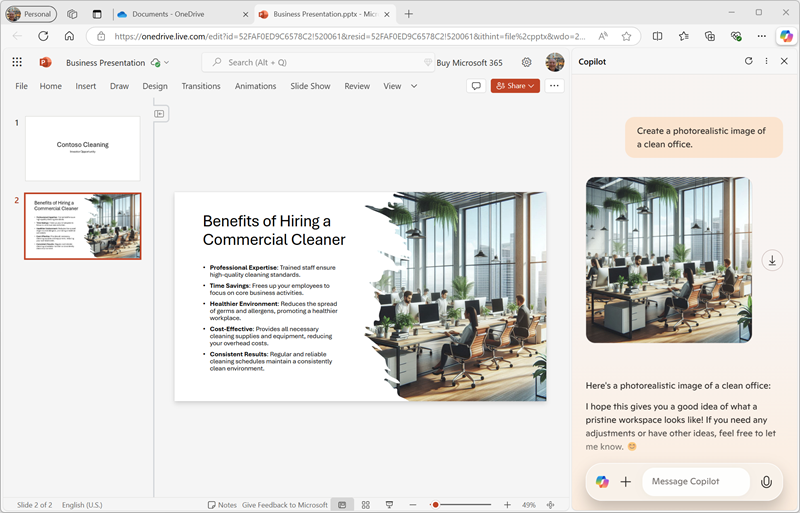 Personal
Documents - OneDrive
Business Presentation.pptx - Micr
https://onedrive.live.com/edit?id=52FAF0ED9C6578C2!520061&resid=52FAF0ED9C6578C2!520061&ithint=file%2cpptx&wdo=2...
Business Presentation
Search (Alt + Q)
Buy Microsoft 365
Copilot
File Home Insert Draw Design Transitions Animations Slide Show Review View
Share
1
Contoso Cleaning
2
Benefits of Hiring a
Commercial Cleaner
Benefits of Hiring a
Commercial Cleaner
• Professional Expertise: Trained staff ensure
high-quality cleaning standards.
• Time Savings: Frees up your employees to
focus on core business activities.
• Healthier Environment: Reduces the spread
of germs and allergens, promoting a healthier
workplace.
• Cost-Effective: Provides all necessary
cleaning supplies and equipment, reducing
your overhead costs.
• Consistent Results: Regular and reliable
cleaning schedules maintain a consistently
clean environment.
Create a photorealistic image of
a clean office.
Here's a photorealistic image of a clean office:
I hope this gives you a good idea of what a
pristine workspace looks like! If you need any
adjustments or have other ideas, feel free to let
me know. 😊
Message Copilot
Slide 2 of 2 English (U.S.) Notes Give Feedback to Microsoft 49%